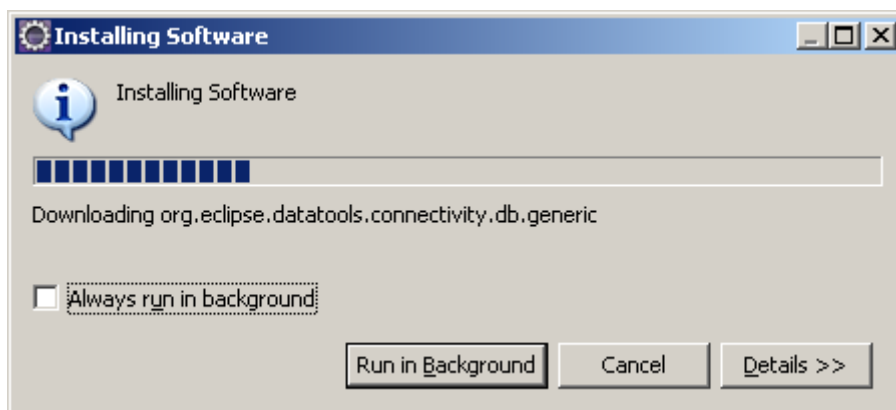 Installing Software
Installing Software
Downloading org.eclipse.datatools.connectivity.db.generic
Always run in background
Run in Background Cancel Details >>